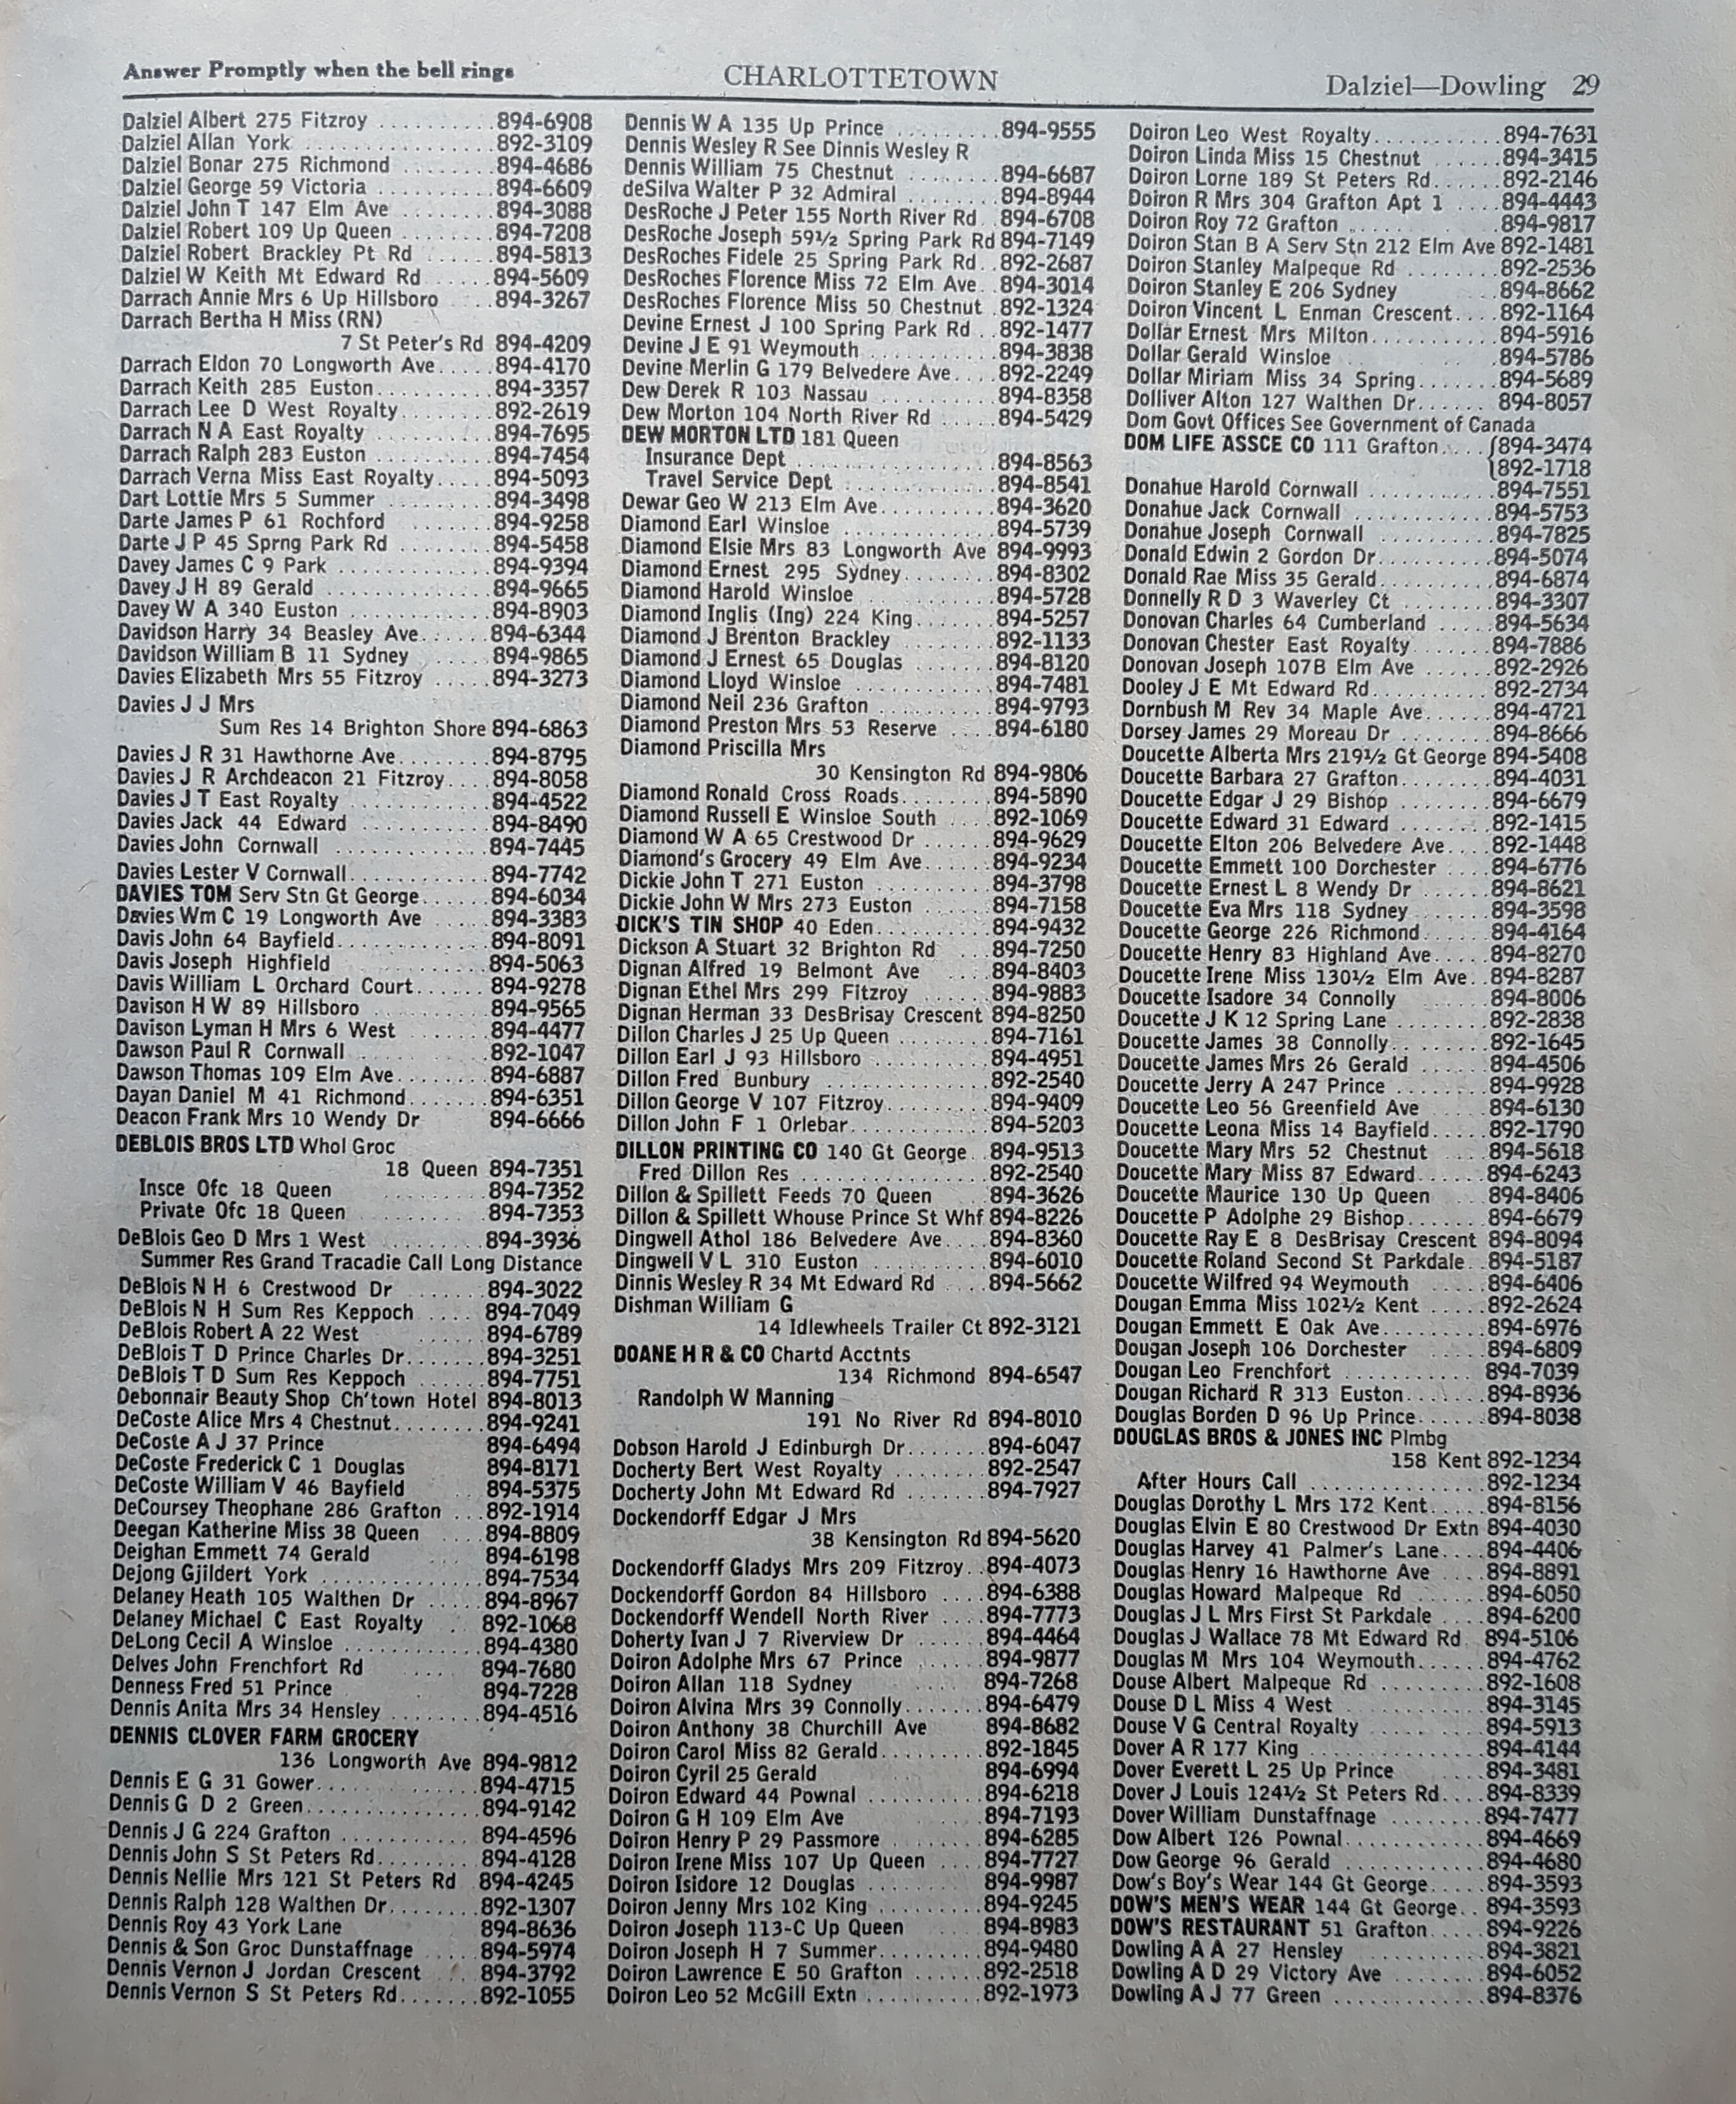 Answer Promptly when the bell rings
CHARLOTTETOWN
Dalziel—Dowling 29
Dalziel Albert 275 Fitzroy ..........894-6908
Dalziel Allan York ................892-3109
Dalziel Bonar 275 Richmond ........894-4686
Dalziel George 59 Victoria ..........894-6609
Dalziel John T 147 Elm Ave ........894-3088
Dalziel Robert 109 Up Queen ........894-7208
Dalziel Robert Brackley Pt Rd ......894-5813
Dalziel W Keith Mt Edward Rd .....894-5609
Darrach Annie Mrs 6 Up Hillsboro ...894-3267
Darrach Bertha H Miss (RN)
7 St Peter's Rd 894-4209
Darrach Eldon 70 Longworth Ave.....894-4170
Darrach Keith 285 Euston..........894-3357
Darrach Lee D West Royalty........892-2619
Darrach N A East Royalty ..........894-7695
Darrach Ralph 283 Euston ..........894-7454
Darrach Verna Miss East Royalty.....894-5093
Dart Lottie Mrs 5 Summer ..........894-3498
Darte James P 61 Rochford .......894-9258
Darte J P 45 Sprng Park Rd ........894-5458
Davey James C 9 Park .............894-9394
Davey J H 89 Gerald ..............894-9665
Davey W A 340 Euston .............894-8903
Davidson Harry 34 Beasley Ave......894-6344
Davidson William B 11 Sydney .....894-9865
Davies Elizabeth Mrs 55 Fitzroy .....894-3273
Davies J J Mrs
Sum Res 14 Brighton Shore 894-6863
Davies J R 31 Hawthorne Ave........894-8795
Davies J R Archdeacon 21 Fitzroy....894-8058
Davies J T East Royalty ............894-4522
Davies Jack 44 Edward ............894-8490
Davies John Cornwall .............894-7445
Davies Lester V Cornwall............894-7742
DAVIES TOM Serv Stn Gt George......894-6034
Davies Wm C 19 Longworth Ave .....894-3383
Davis John 64 Bayfield.............894-8091
Davis Joseph Highfield .............894-5063
Davis William L Orchard Court.......894-9278
Davison H W 89 Hillsboro ...........894-9565
Davison Lyman H Mrs 6 West .......894-4477
Dawson Paul R Cornwall ...........892-1047
Dawson Thomas 109 Elm Ave........894-6887
Dayan Daniel M 41 Richmond.......894-6351
Deacon Frank Mrs 10 Wendy Dr .....894-6666
DEBLOIS BROS LTD Whol Groc
18 Queen 894-7351
Insce Ofc 18 Queen ..........894-7352
Private Ofc 18 Queen ..........894-7353
DeBlois Geo D Mrs 1 West ........894-3936
Summer Res Grand Tracadie Call Long Distance
DeBlois N H 6 Crestwood Dr .......894-3022
DeBlois N H Sum Res Keppoch ....894-7049
DeBlois Robert A 22 West ......894-6789
DeBlois T D Prince Charles Dr.......894-3251
DeBlois T D Sum Res Keppoch ......894-7751
Debonnair Beauty Shop Ch'town Hotel 894-8013
DeCoste Alice Mrs 4 Chestnut........894-9241
DeCoste A J 37 Prince 894-6494
DeCoste Frederick C 1 Douglas 894-8171
DeCoste William V 46 Bayfield ..894-5375
DeCoursey Theophane 286 Grafton ...892-1914
Deegan Katherine Miss 38 Queen ....894-8809
Deighan Emmett 74 Gerald 894-6198
Dejong Gjildert York ..............894-7534
Delaney Heath 105 Walthen Dr .....894-8967
Delaney Michael C East Royalty ..892-1068
DeLong Cecil A Winsloe ............894-4380
Delves John Frenchfort Rd ....894-7680
Denness Fred 51 Prince .....894-7228
Dennis Anita Mrs 34 Hensley ........894-4516
DENNIS CLOVER FARM GROCERY
136 Longworth Ave 894-9812
Dennis E G 31 Gower..............894-4715
Dennis G D 2 Green...............894-9142
Dennis J G 224 Grafton ...........894-4596
Dennis John S St Peters Rd.........894-4128
Dennis Nellie Mrs 121 St Peters Rd 894-4245
Dennis Ralph 128 Walthen Dr........892-1307
Dennis Roy 43 York Lane 894-8636
Dennis & Son Groc Dunstaffnage .....894-5974
Dennis Vernon J Jordan Crescent ....894-3792
Dennis Vernon S St Peters Rd.......892-1055
Dennis W A 135 Up Prince .........894-9555
Dennis Wesley R See Dinnis Wesley R
Dennis William 75 Chestnut ........894-6687
deSilva Walter P 32 Admiral .......894-8944
DesRoche J Peter 155 North River Rd..894-6708
DesRoche Joseph 59½ Spring Park Rd 894-7149
DesRoches Fidele 25 Spring Park Rd..892-2687
DesRoches Florence Miss 72 Elm Ave..894-3014
DesRoches Florence Miss 50 Chestnut .892-1324
Devine Ernest J 100 Spring Park Rd ..892-1477
Devine J E 91 Weymouth ..........894-3838
Devine Merlin G 179 Belvedere Ave....892-2249
Dew Derek R 103 Nassau ..........894-8358
Dew Morton 104 North River Rd .....894-5429
DEW MORTON LTD 181 Queen
Insurance Dept ................894-8563
Travel Service Dept .............894-8541
Dewar Geo W 213 Elm Ave..........894-3620
Diamond Earl Winsloe .............894-5739
Diamond Elsie Mrs 83 Longworth Ave 894-9993
Diamond Ernest 295 Sydney........894-8302
Diamond Harold Winsloe ...........894-5728
Diamond Inglis (Ing) 224 King.......894-5257
Diamond J Brenton Brackley ........892-1133
Diamond J Ernest 65 Douglas .......894-8120
Diamond Lloyd Winsloe ............894-7481
Diamond Neil 236 Grafton ..........894-9793
Diamond Preston Mrs 53 Reserve ....894-6180
Diamond Priscilla Mrs
30 Kensington Rd 894-9806
Diamond Ronald Cross Roads........894-5890
Diamond Russell E Winsloe South ....892-1069
Diamond W A 65 Crestwood Dr ......894-9629
Diamond's Grocery 49 Elm Ave......894-9234
Dickie John T 271 Euston ..........894-3798
Dickie John W Mrs 273 Euston ......894-7158
DICK'S TIN SHOP 40 Eden..........894-9432
Dickson A Stuart 32 Brighton Rd ....894-7250
Dignan Alfred 19 Belmont Ave ....894-8403
Dignan Ethel Mrs 299 Fitzroy ......894-9883
Dignan Herman 33 DesBrisay Crescent 894-8250
Dillon Charles J 25 Up Queen ........894-7161
Dillon Earl J 93 Hillsboro ..........894-4951
Dillon Fred Bunbury ..............892-2540
Dillon George V 107 Fitzroy.........894-9409
Dillon John F 1 Orlebar............894-5203
DILLON PRINTING CO 140 Gt George..894-9513
Fred Dillon Res .................892-2540
Dillon & Spillett Feeds 70 Queen ....894-3626
Dillon & Spillett Whouse Prince St Whf 894-8226
Dingwell Athol 186 Belvedere Ave....894-8360
Dingwell V L 310 Euston ..........894-6010
Dinnis Wesley R 34 Mt Edward Rd ....894-5662
Dishman William G
14 Idlewheels Trailer Ct 892-3121
DOANE H R & CO Chartd Acctnts
134 Richmond 894-6547
Randolph W Manning
191 No River Rd 894-8010
Dobson Harold J Edinburgh Dr.......894-6047
Docherty Bert West Royalty ........892-2547
Docherty John Mt Edward Rd .......894-7927
Dockendorff Edgar J Mrs
38 Kensington Rd 894-5620
Dockendorff Gladys Mrs 209 Fitzroy..894-4073
Dockendorff Gordon 84 Hillsboro ....894-6388
Dockendorff Wendell North River ....894-7773
Doherty Ivan J 7 Riverview Dr ......894-4464
Doiron Adolphe Mrs 67 Prince ......894-9877
Doiron Allan 118 Sydney ......894-7268
Doiron Alvina Mrs 39 Connolly.......894-6479
Doiron Anthony 38 Churchill Ave 894-8682
Doiron Carol Miss 82 Gerald.........892-1845
Doiron Cyril 25 Gerald 894-6994
Doiron Edward 44 Pownal ..........894-6218
Doiron G H 109 Elm Ave ......894-7193
Doiron Henry P 29 Passmore ........894-6285
Doiron Irene Miss 107 Up Queen ....894-7727
Doiron Isidore 12 Douglas ..........894-9987
Doiron Jenny Mrs 102 King .........894-9245
Doiron Joseph 113-C Up Queen .....894-8983
Doiron Joseph H 7 Summer.........894-9480
Doiron Lawrence E 50 Grafton ......892-2518
Doiron Leo 52 McGill Extn ..........892-1973
Doiron Leo West Royalty...........894-7631
Doiron Linda Miss 15 Chestnut ......894-3415
Doiron Lorne 189 St Peters Rd......892-2146
Doiron R Mrs 304 Grafton Apt 1 ....894-4443
Doiron Roy 72 Grafton ............894-9817
Doiron Stan B A Serv Stn 212 Elm Ave 892-1481
Doiron Stanley Malpeque Rd ........892-2536
Doiron Stanley E 206 Sydney ....894-8662
Doiron Vincent L Enman Crescent....892-1164
Dollar Ernest Mrs Milton...........894-5916
Dollar Gerald Winsloe ......894-5786
Dollar Miriam Miss 34 Spring.......894-5689
Dolliver Alton 127 Walthen Dr......894-8057
Dom Govt Offices See Government of Canada
DOM LIFE ASSCE CO 111 Grafton....{894-3474
{892-1718
Donahue Harold Cornwall ..........894-7551
Donahue Jack Cornwall ............894-5753
Donahue Joseph Cornwall ..........894-7825
Donald Edwin 2 Gordon Dr..........894-5074
Donald Rae Miss 35 Gerald.........894-6874
Donnelly R D 3 Waverley Ct ........894-3307
Donovan Charles 64 Cumberland .....894-5634
Donovan Chester East Royalty.......894-7886
Donovan Joseph 107B Elm Ave ......892-2926
Dooley J E Mt Edward Rd..........892-2734
Dornbush M Rev 34 Maple Ave......894-4721
Dorsey James 29 Moreau Dr ........894-8666
Doucette Alberta Mrs 219½ Gt George 894-5408
Doucette Barbara 27 Grafton........894-4031
Doucette Edgar J 29 Bishop ........894-6679
Doucette Edward 31 Edward ........892-1415
Doucette Elton 206 Belvedere Ave....892-1448
Doucette Emmett 100 Dorchester ....894-6776
Doucette Ernest L 8 Wendy Dr ......894-8621
Doucette Eva Mrs 118 Sydney.......894-3598
Doucette George 226 Richmond......894-4164
Doucette Henry 83 Highland Ave.....894-8270
Doucette Irene Miss 130½ Elm Ave..894-8287
Doucette Isadore 34 Connolly ......894-8006
Doucette J K 12 Spring Lane ........892-2838
Doucette James 38 Connolly.........892-1645
Doucette James Mrs 26 Gerald ......894-4506
Doucette Jerry A 247 Prince ........894-9928
Doucette Leo 56 Greenfield Ave .....894-6130
Doucette Leona Miss 14 Bayfield.....892-1790
Doucette Mary Mrs 52 Chestnut ....894-5618
Doucette Mary Miss 87 Edward......894-6243
Doucette Maurice 130 Up Queen ....894-8406
Doucette P Adolphe 29 Bishop.......894-6679
Doucette Ray E 8 DesBrisay Crescent 894-8094
Doucette Roland Second St Parkdale..894-5187
Doucette Wilfred 94 Weymouth ......894-6406
Dougan Emma Miss 102½ Kent .....892-2624
Dougan Emmett E Oak Ave..........894-6976
Dougan Joseph 106 Dorchester .....894-6809
Dougan Leo Frenchfort ...........894-7039
Dougan Richard R 313 Euston.......894-8936
Douglas Borden D 96 Up Prince......894-8038
DOUGLAS BROS & JONES INC Plmbg
158 Kent 892-1234
After Hours Call .................892-1234
Douglas Dorothy L Mrs 172 Kent.....894-8156
Douglas Elvin E 80 Crestwood Dr Extn 894-4030
Douglas Harvey 41 Palmer's Lane....894-4406
Douglas Henry 16 Hawthorne Ave ....894-8891
Douglas Howard Malpeque Rd ......894-6050
Douglas J L Mrs First St Parkdale ....894-6200
Douglas J Wallace 78 Mt Edward Rd. 894-5106
Douglas M Mrs 104 Weymouth......894-4762
Douse Albert Malpeque Rd .........892-1608
Douse D L Miss 4 West ......894-3145
Douse V G Central Royalty ........894-5913
Dover A R 177 King ..............894-4144
Dover Everett L 25 Up Prince ....894-3481
Dover J Louis 124½ St Peters Rd....894-8339
Dover William Dunstaffnage ........894-7477
Dow Albert 126 Pownal............894-4669
Dow George 96 Gerald ............894-4680
Dow's Boy's Wear 144 Gt George.....894-3593
DOW'S MEN'S WEAR 144 Gt George..894-3593
DOW'S RESTAURANT 51 Grafton.....894-9226
Dowling A A 27 Hensley ..........894-3821
Dowling A D 29 Victory Ave ........894-6052
Dowling A J 77 Green .............894-8376